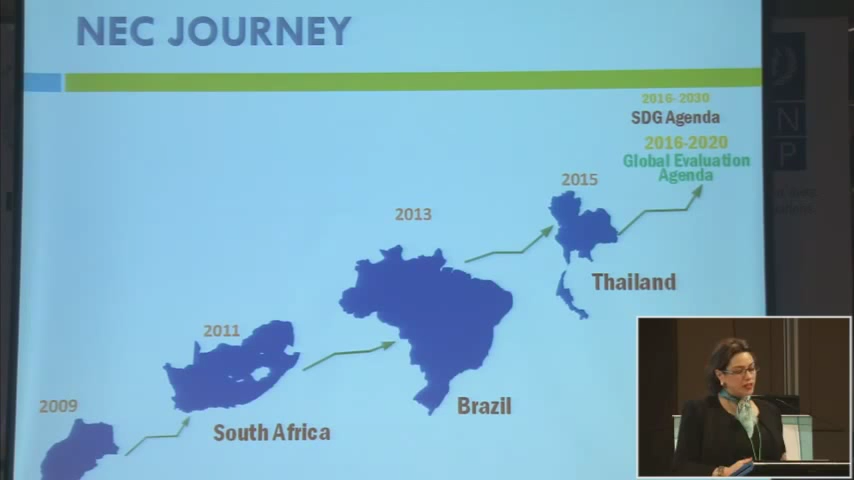 NEC JOURNEY
2016-2030
SDG Agenda
2016-2020
Global Evaluation
Agenda
2015
2013
Thailand
2011
Brazil
2009
South Africa
N
P